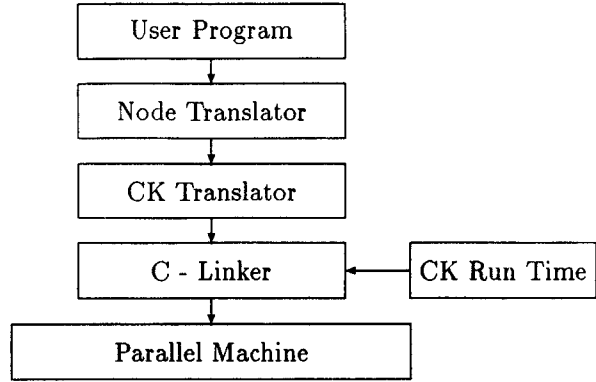 User Program
Node Translator
CK Translator
C - Linker
CK Run Time
Parallel Machine